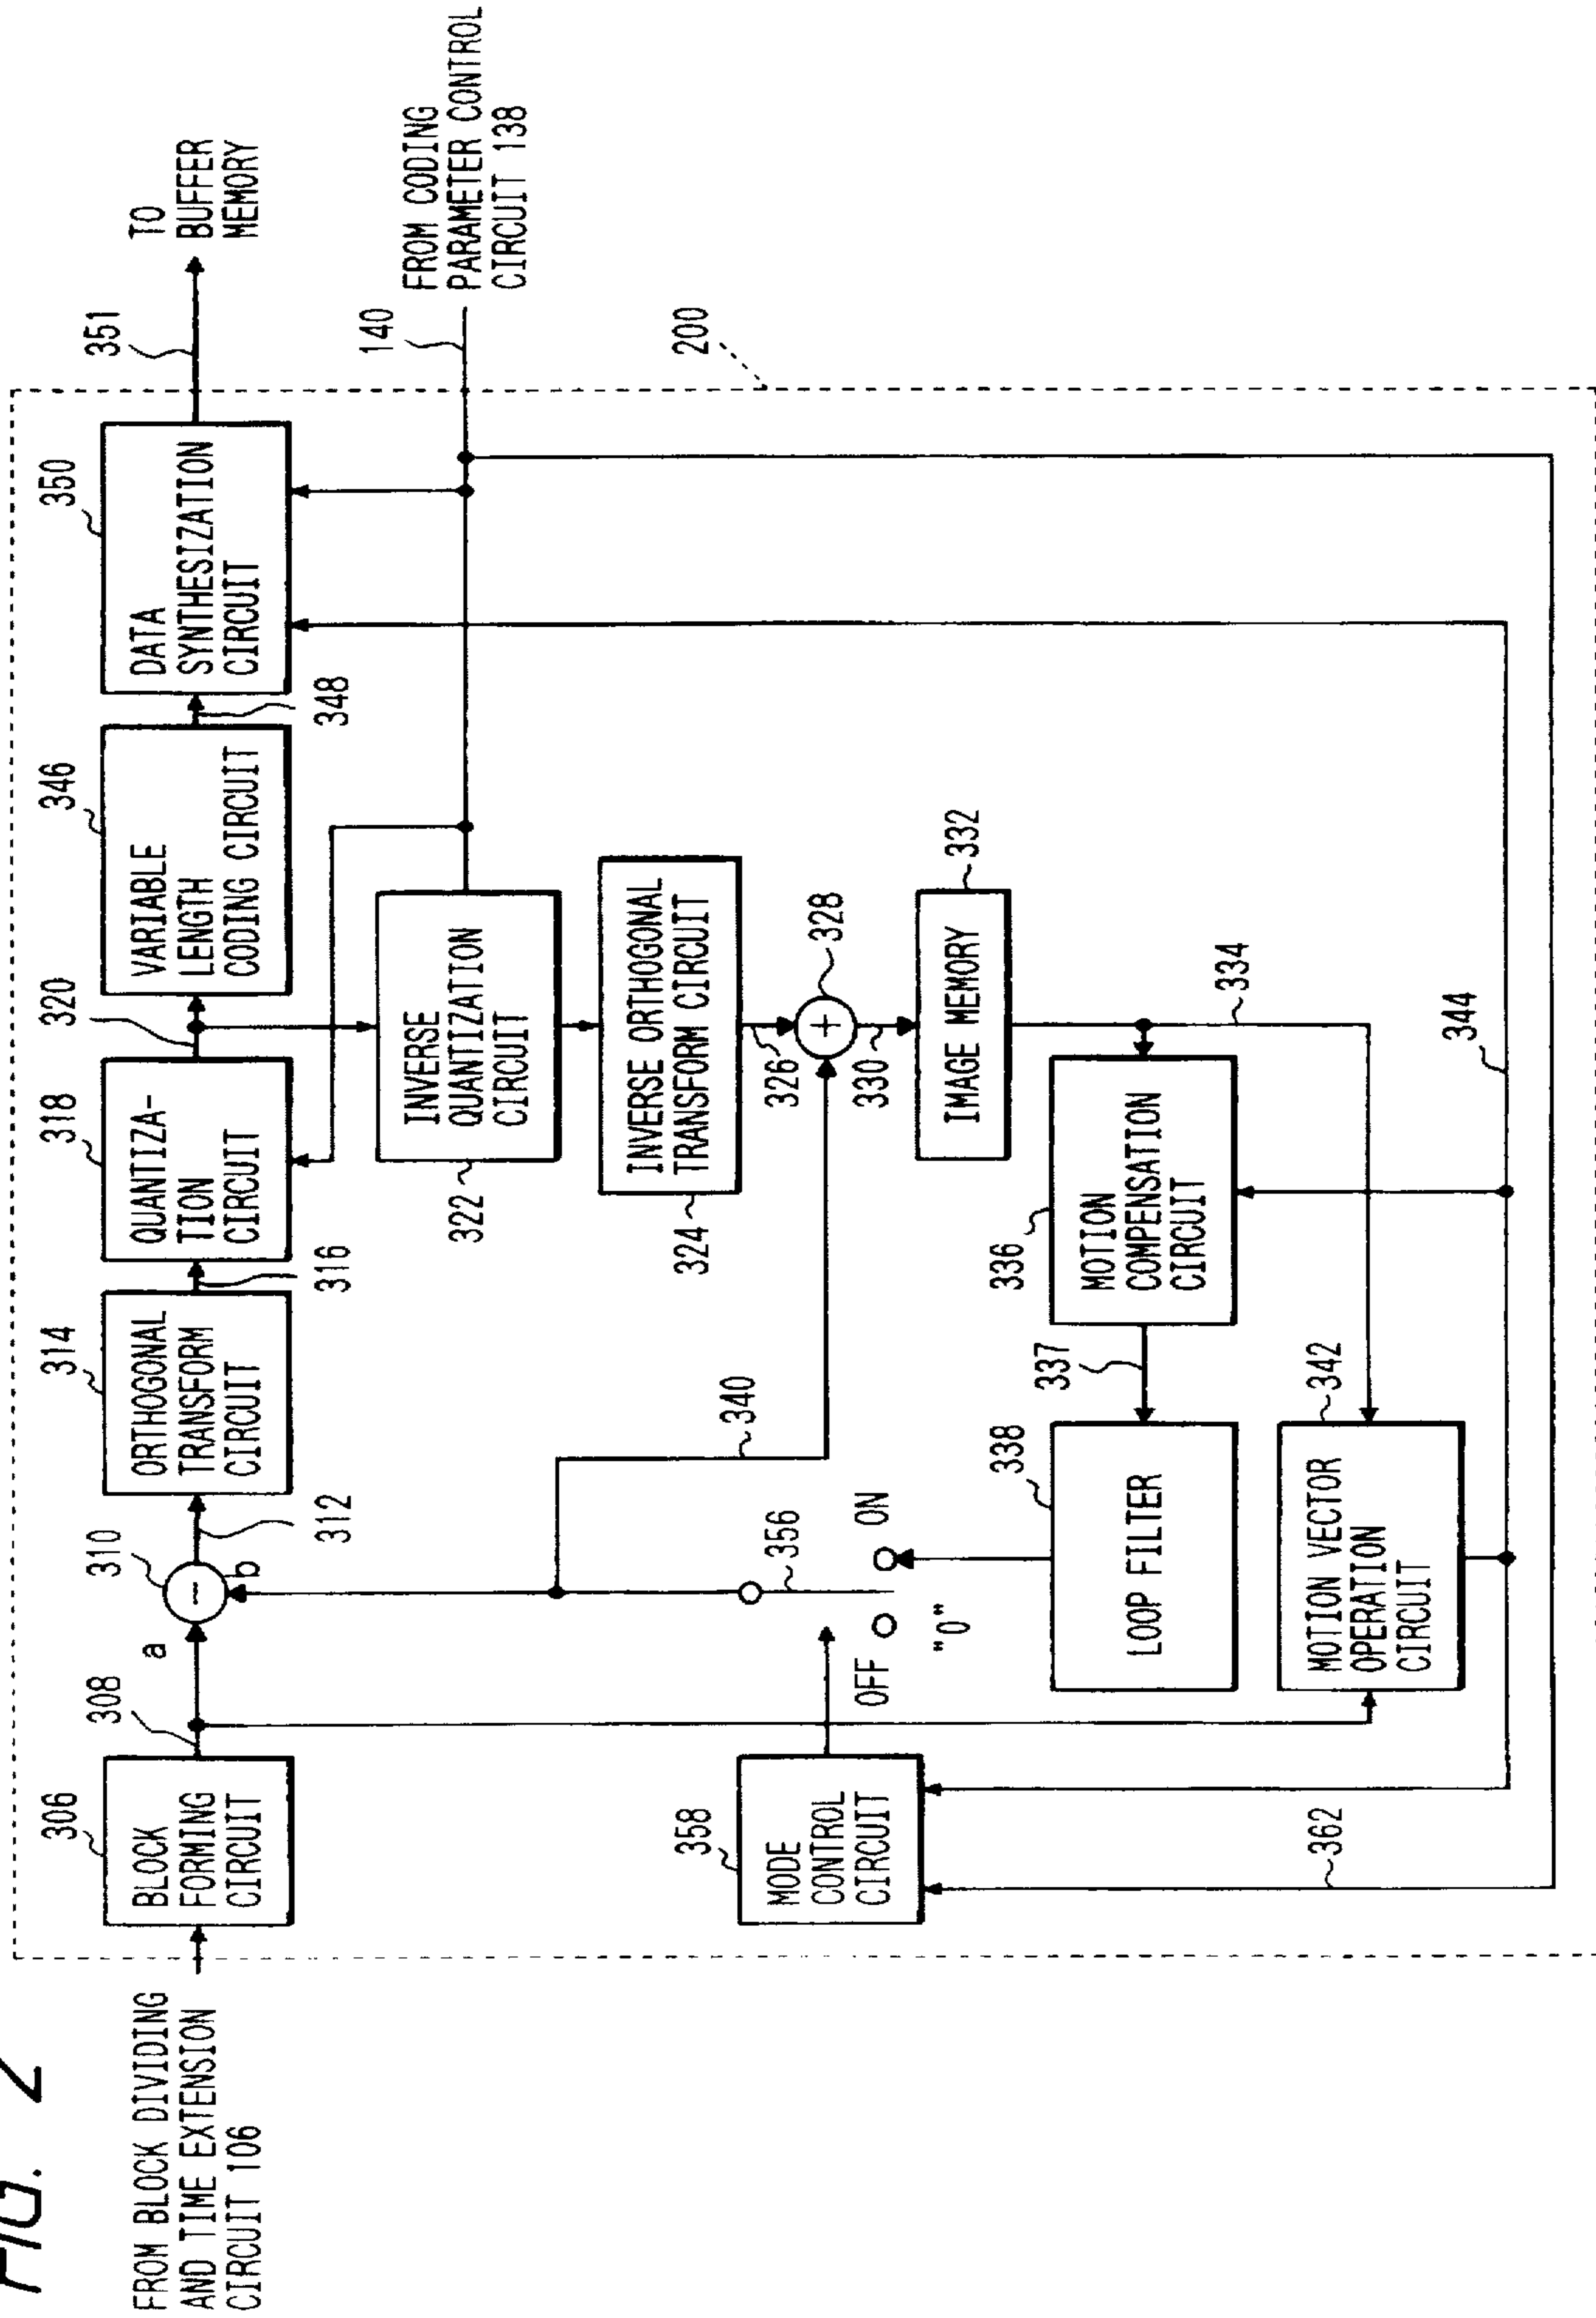 FIG. 2
FROM BLOCK DIVIDING
AND TIME EXTENSION
CIRCUIT 106
306
BLOCK
FORMING
CIRCUIT
308
a
310
−
b
312
314
ORTHOGONAL
TRANSFORM
CIRCUIT
316
318
QUANTIZA-
TION
CIRCUIT
320
346
VARIABLE
LENGTH
CODING CIRCUIT
348
350
DATA
SYNTHESIZATION
CIRCUIT
351
TO
BUFFER
MEMORY
140
FROM CODING
PARAMETER CONTROL
CIRCUIT 138
200
322
INVERSE
QUANTIZATION
CIRCUIT
324
INVERSE ORTHOGONAL
TRANSFORM CIRCUIT
326
+
328
330
340
332
IMAGE MEMORY
334
358
MODE
CONTROL
CIRCUIT
356
OFF
ON
"0"
338
LOOP FILTER
337
336
MOTION
COMPENSATION
CIRCUIT
342
MOTION VECTOR
OPERATION
CIRCUIT
344
362